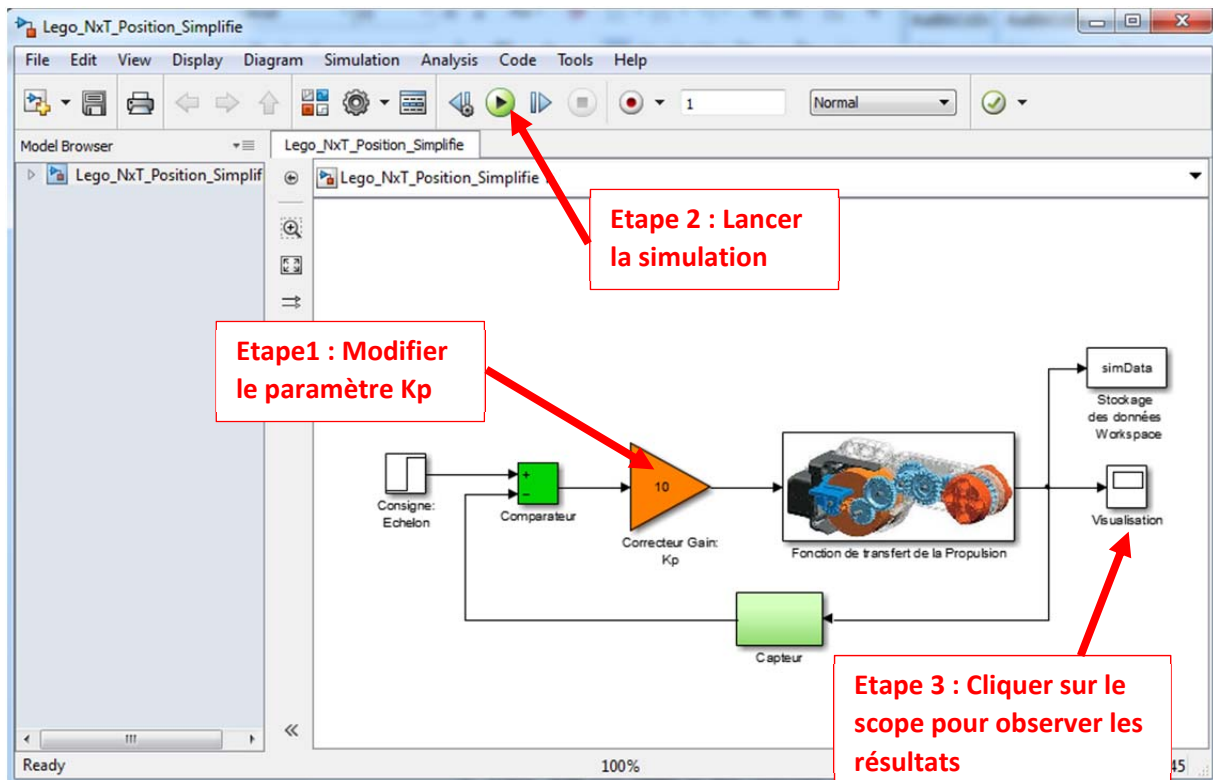 Lego_NxT_Position_Simplifie
File Edit View Display Diagram Simulation Analysis Code Tools Help
1 Normal
Model Browser
Lego_NxT_Position_Simplifie
Lego_NxT_Position_Simplif
Lego_NxT_Position_Simplifie
Etape 2 : Lancer
la simulation
Etape1 : Modifier
le paramètre Kp
simData
Stockage
des données
Workspace
Consigne:
Echelon
+
−
Comparateur
10
Correcteur Gain:
Kp
Fonction de transfert de la Propulsion
Visualisation
Capteur
Etape 3 : Cliquer sur le
scope pour observer les
résultats
Ready 100% 45